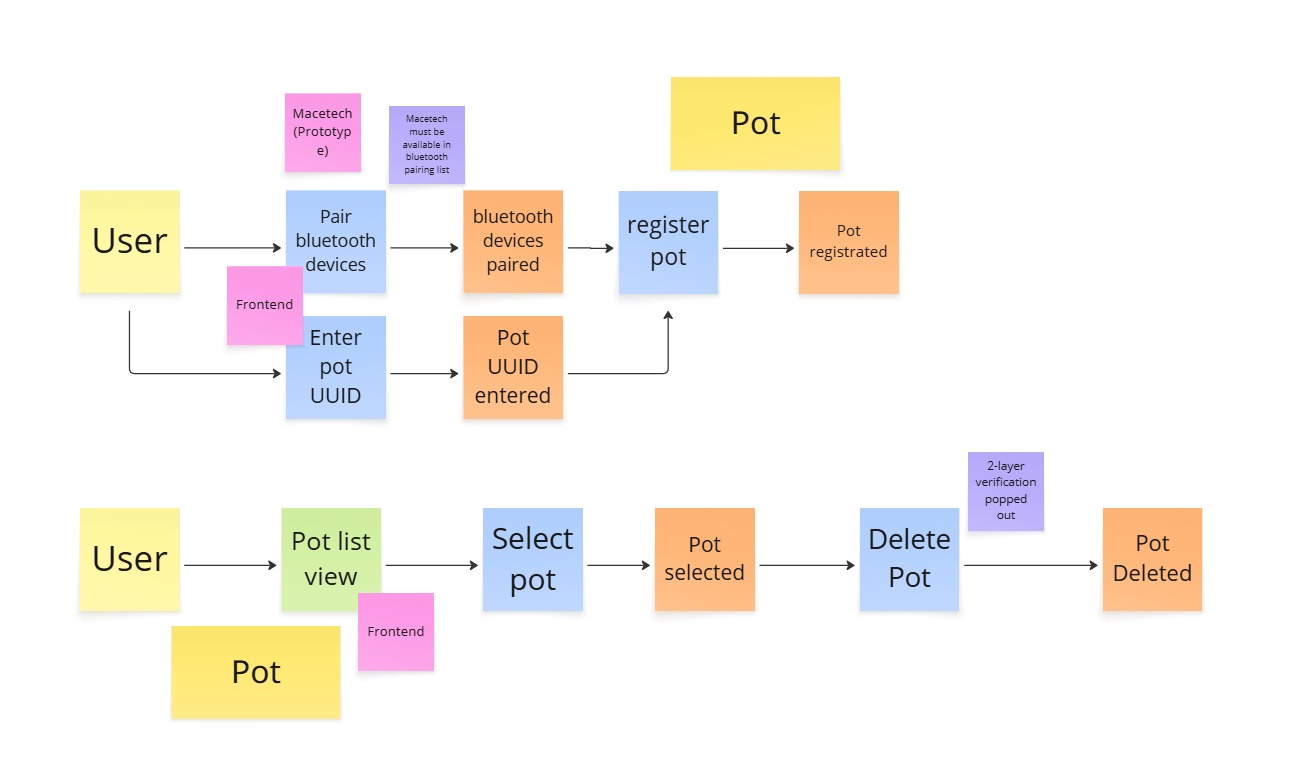 Pot
Macetech
(Prototyp
e)
Macetech
must be
available in
bluetooth
pairing list
User
Pair
bluetooth
devices
bluetooth
devices
paired
register
pot
Pot
registrated
Frontend
Enter
pot
UUID
Pot
UUID
entered
2-layer
verification
popped
out
User
Pot list
view
Select
pot
Pot
selected
Delete
Pot
Pot
Deleted
Frontend
Pot